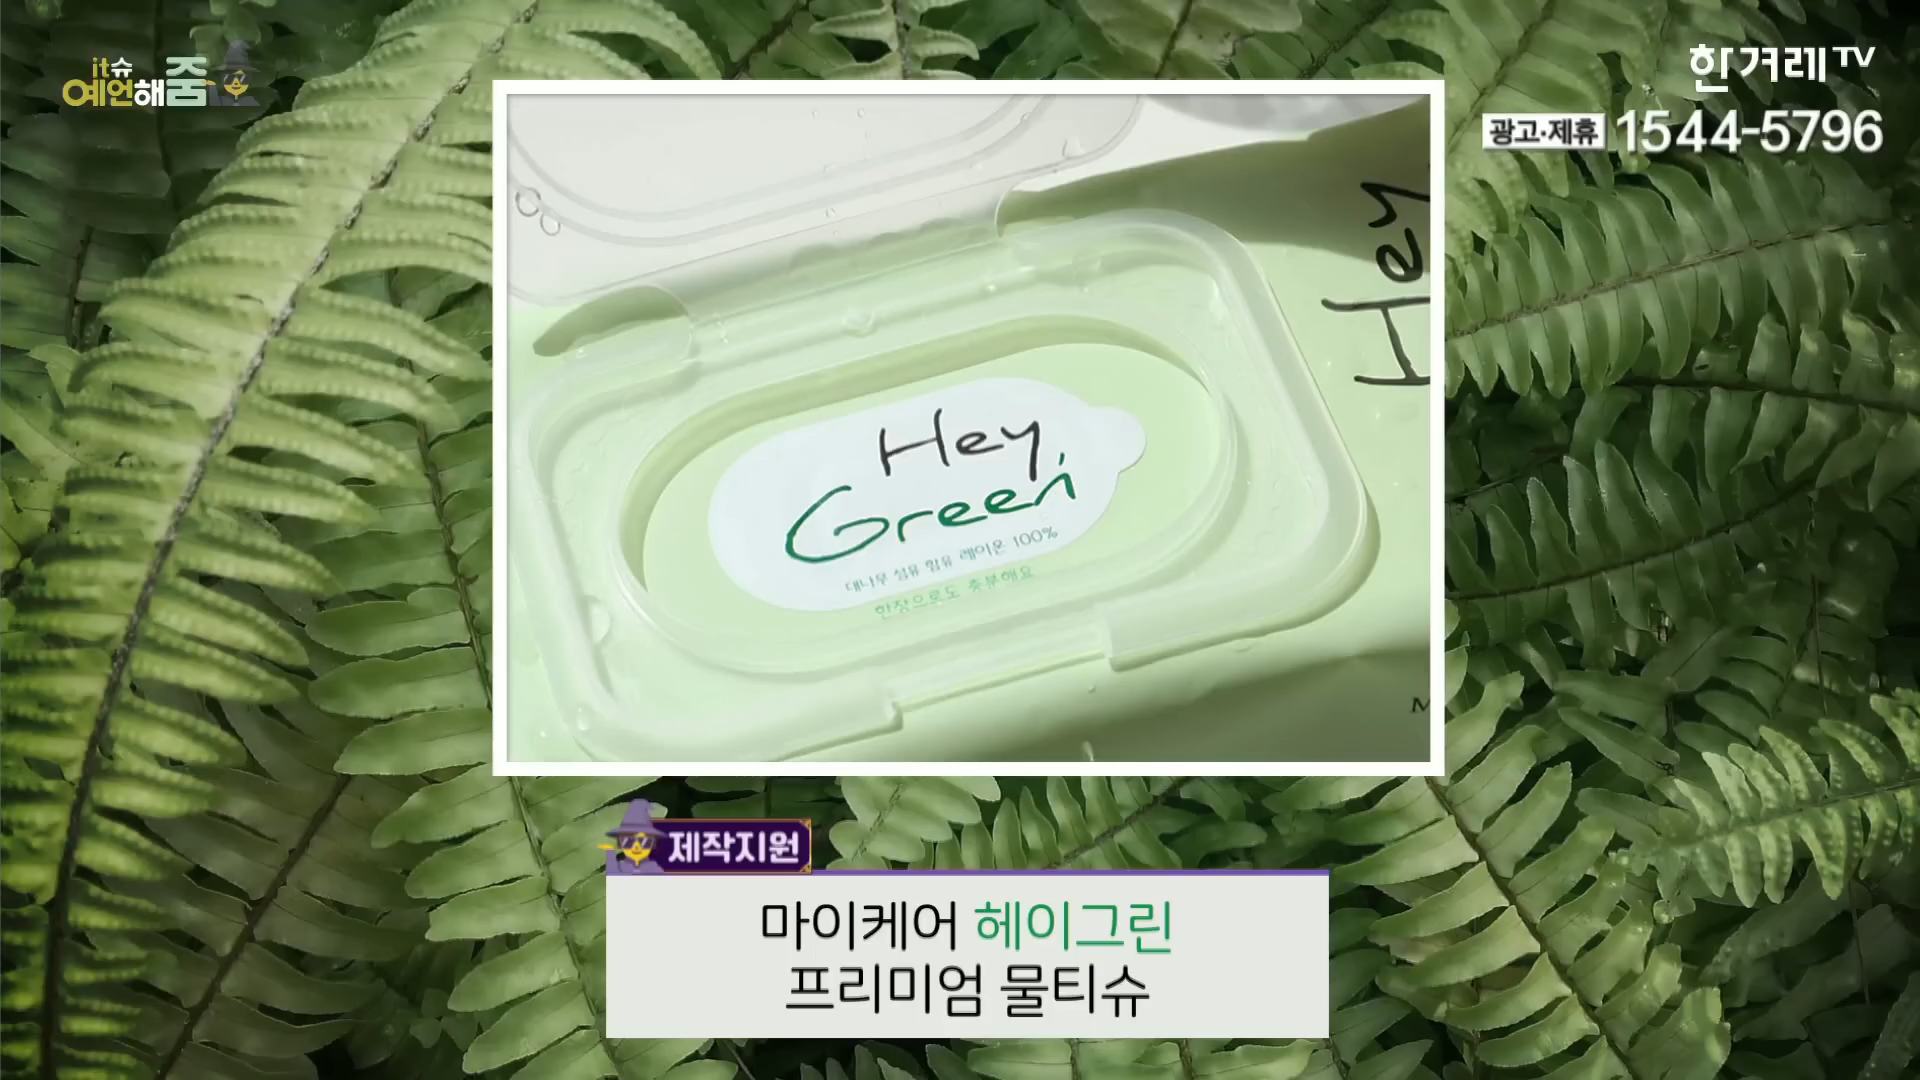 it슈
예언해줌
한겨레TV
광고·제휴 1544-5796
Hey
Hey
Green
대나무 섬유 함유 레이온 100%
한장으로도 충분해요
M
제작지원
마이케어 헤이그린
프리미엄 물티슈